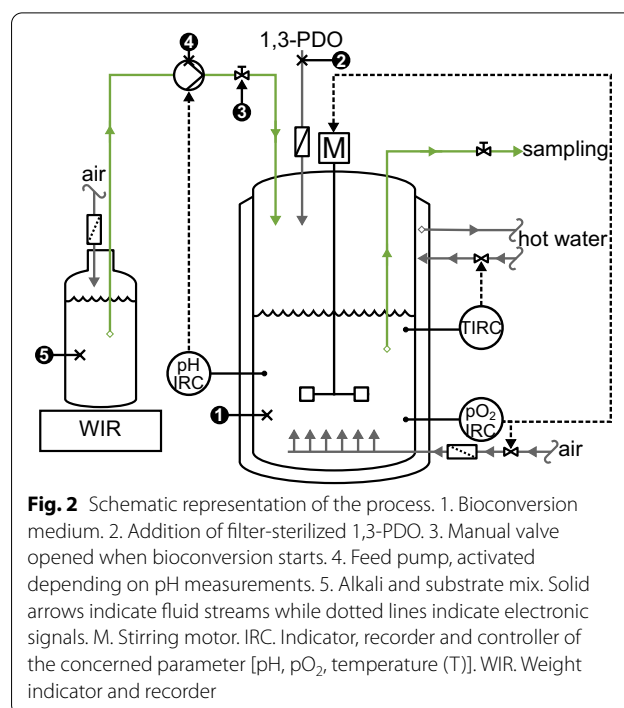 4
1,3-PDO
2
3
M
air
sampling
hot water
TIRC
5
pH
IRC
1
pO₂
IRC
WIR
air
Fig. 2 Schematic representation of the process. 1. Bioconversion
medium. 2. Addition of filter-sterilized 1,3-PDO. 3. Manual valve
opened when bioconversion starts. 4. Feed pump, activated
depending on pH measurements. 5. Alkali and substrate mix. Solid
arrows indicate fluid streams while dotted lines indicate electronic
signals. M. Stirring motor. IRC. Indicator, recorder and controller of
the concerned parameter [pH, pO₂, temperature (T)]. WIR. Weight
indicator and recorder